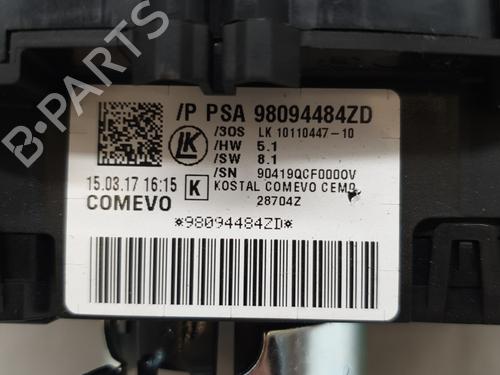 /P PSA 98094484ZD
/3OS LK 10110447-10
/HW 5.1
/SW 8.1
/SN 90419QCF0000V
LK
15.03.17 16:15
K
KOSTAL COMEVO CEMO
28704Z
COMEVO
*98094484ZD*
B-PARTS